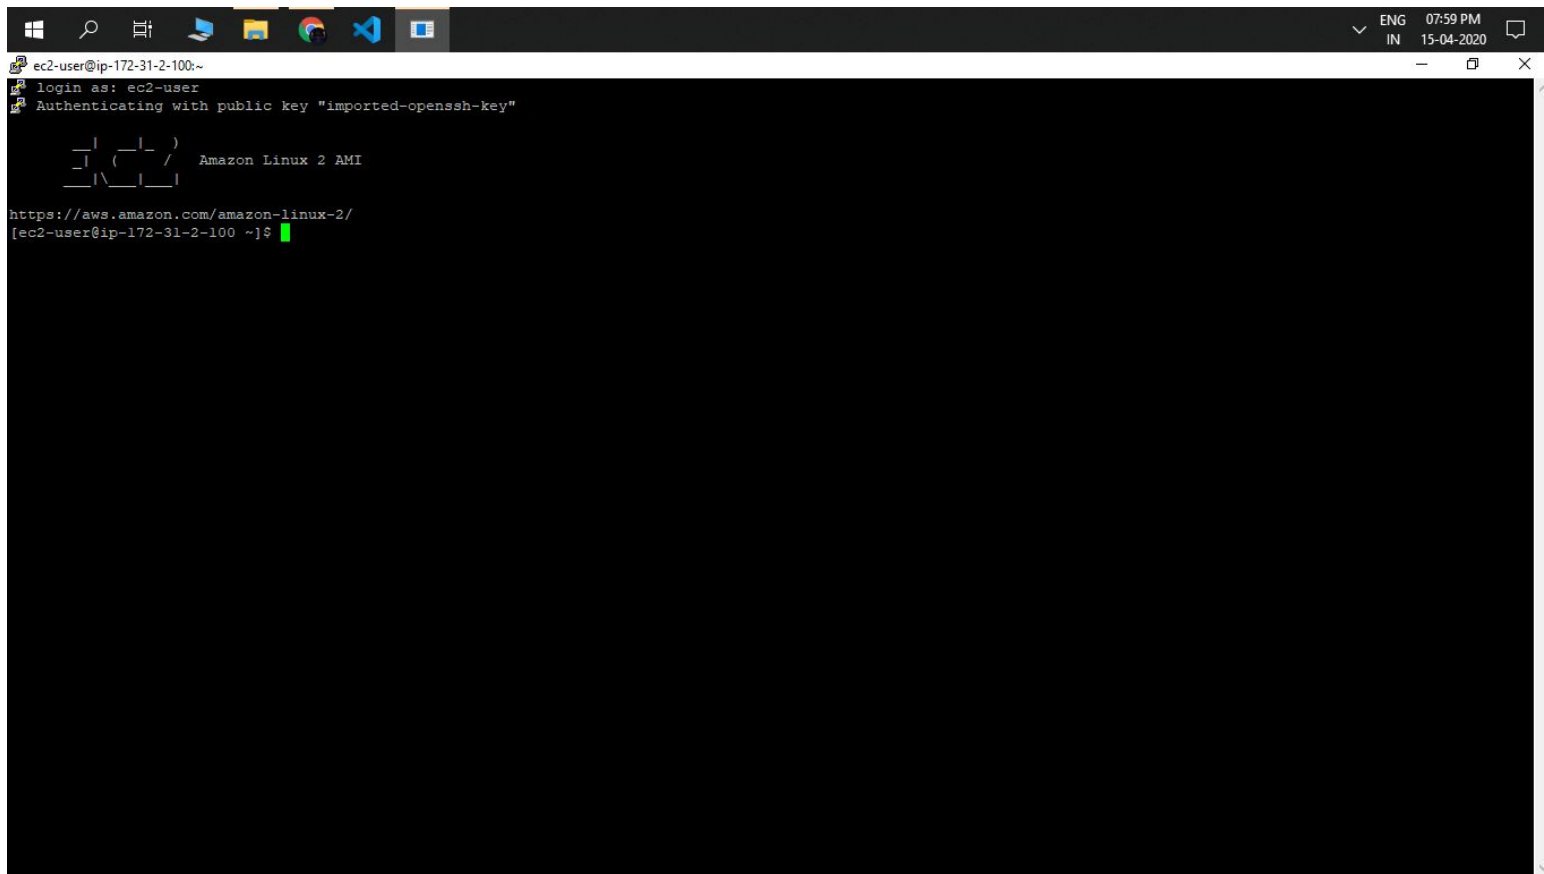 ENG 07:59 PM
IN 15-04-2020
ec2-user@ip-172-31-2-100:~
login as: ec2-user
Authenticating with public key "imported-openssh-key"
       __|  __|_  )
       _|  (     /   Amazon Linux 2 AMI
      ___|\___|___|
https://aws.amazon.com/amazon-linux-2/
[ec2-user@ip-172-31-2-100 ~]$